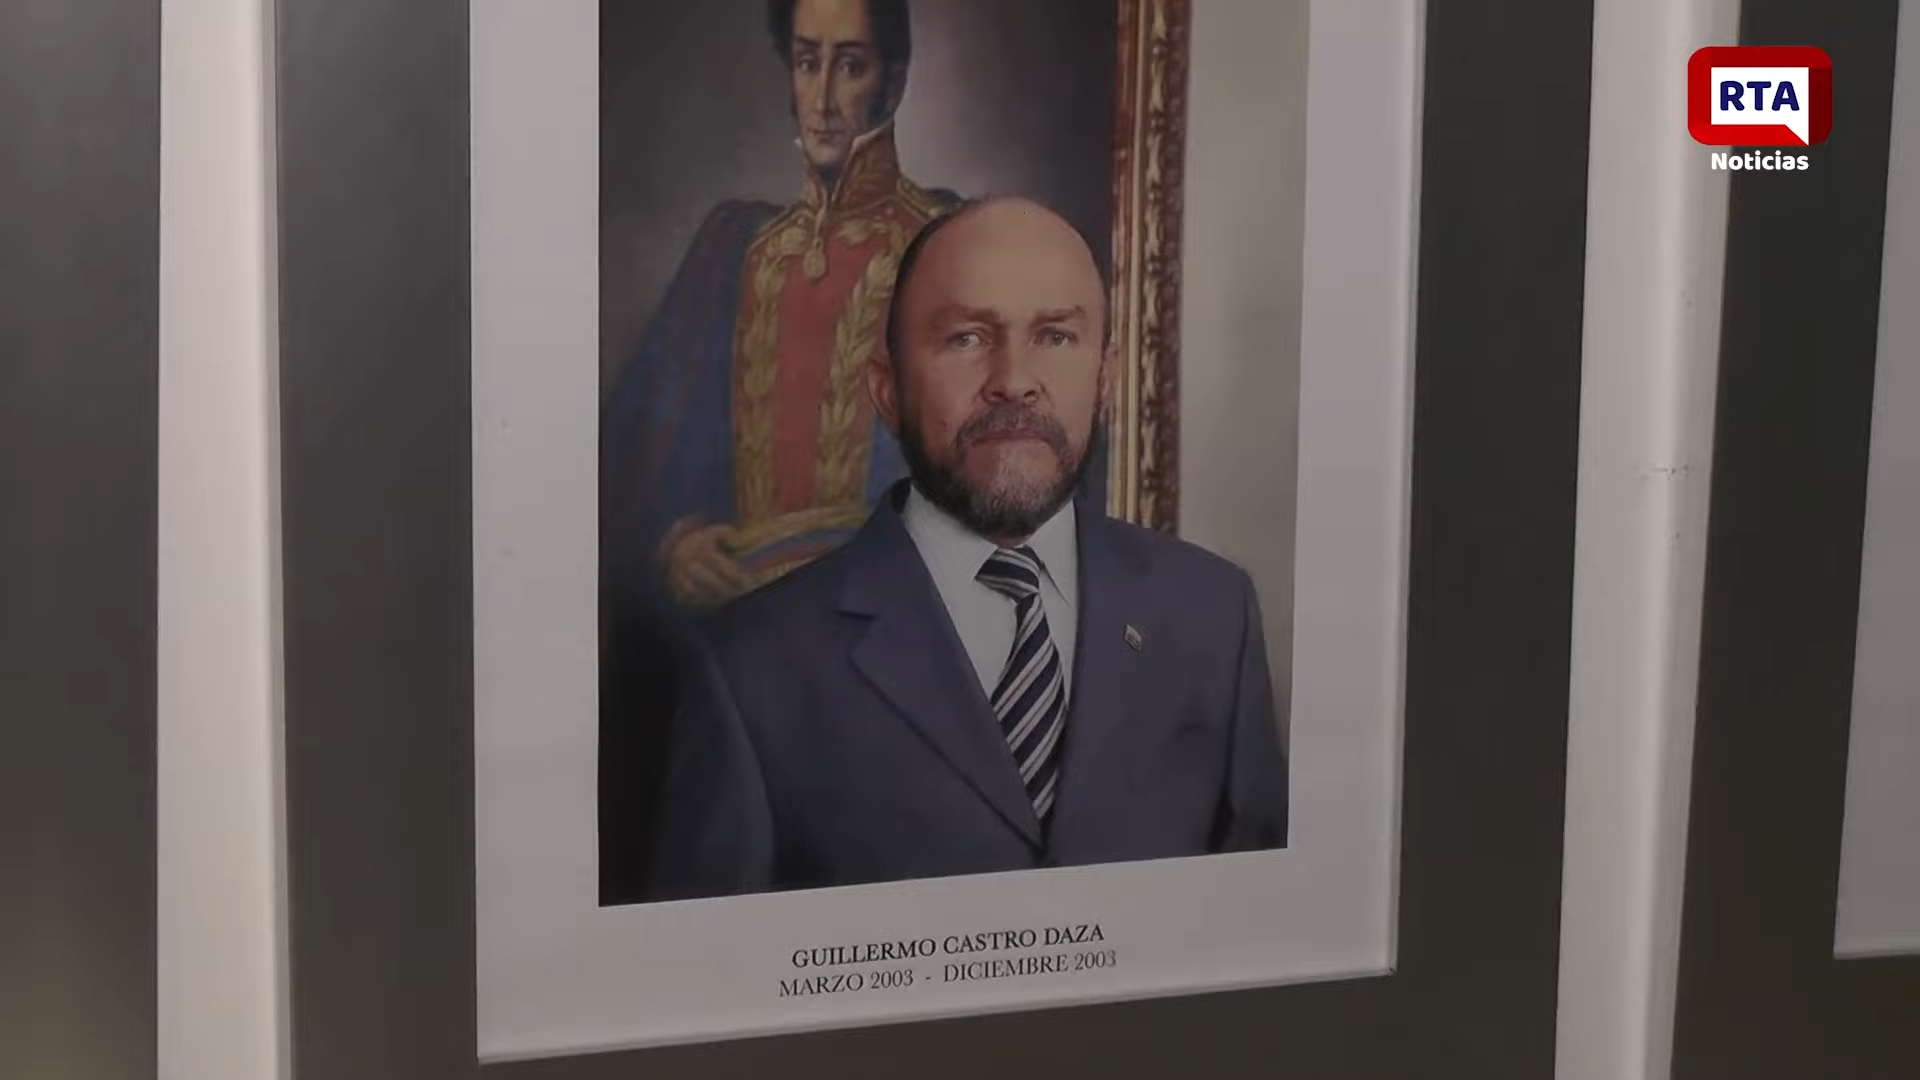 RTA
Noticias
GUILLERMO CASTRO DAZA
MARZO 2003 - DICIEMBRE 2003